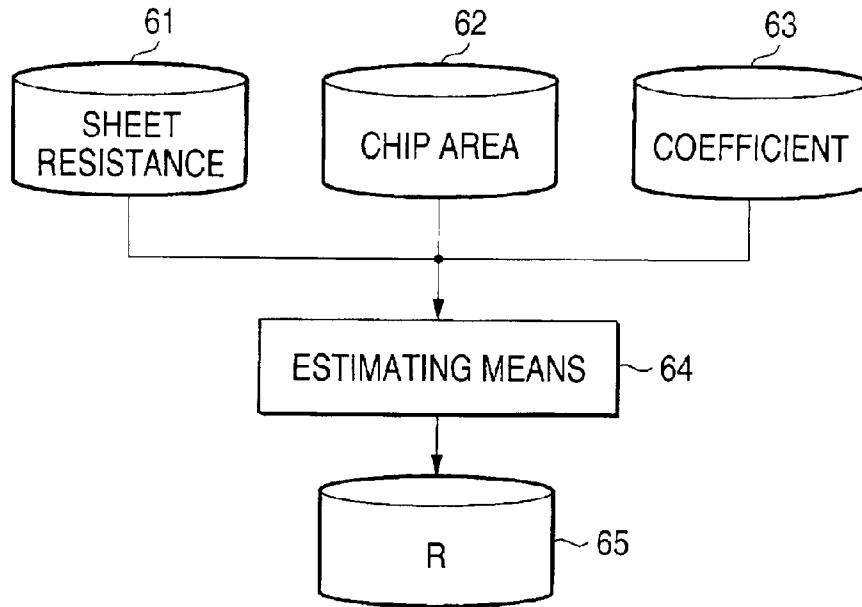 61
62
63
SHEET
RESISTANCE
CHIP AREA
COEFFICIENT
ESTIMATING MEANS
64
R
65